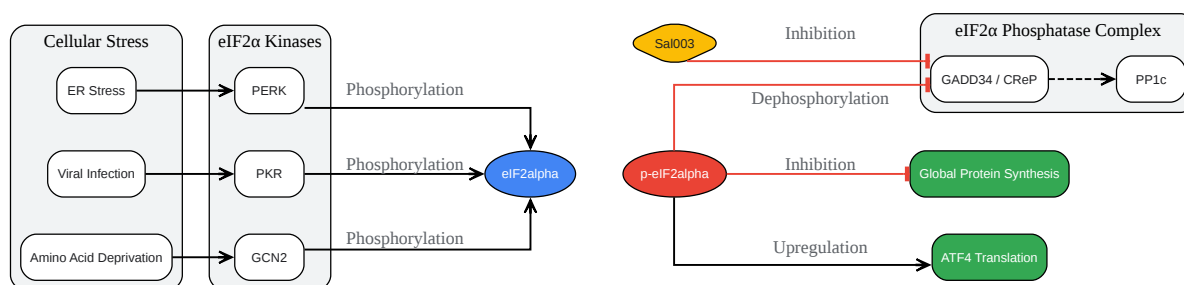 Cellular Stress
ER Stress
Viral Infection
Amino Acid Deprivation
eIF2α Kinases
PERK
PKR
GCN2
Phosphorylation
Phosphorylation
Phosphorylation
eIF2alpha
Sal003
Inhibition
eIF2α Phosphatase Complex
GADD34 / CReP
PP1c
Dephosphorylation
p-eIF2alpha
Inhibition
Global Protein Synthesis
Upregulation
ATF4 Translation